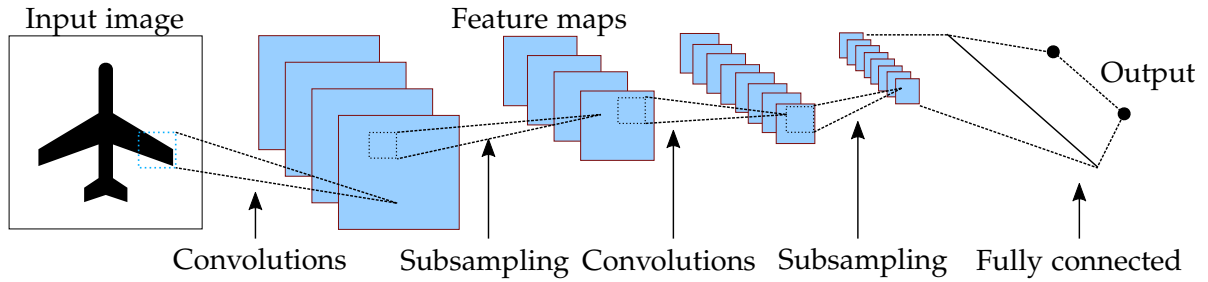 Input image
Feature maps
Output
Convolutions
Subsampling
Convolutions
Subsampling
Fully connected